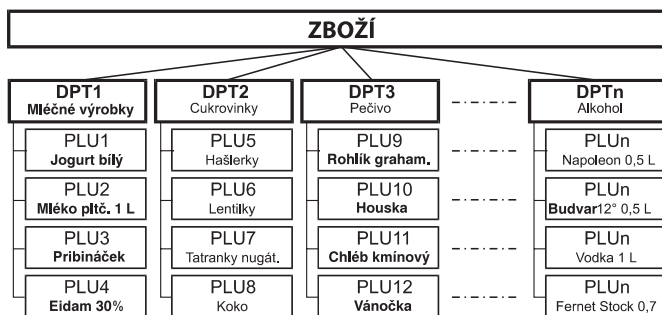 ZBOŽÍ
DPT1
Mléčné výrobky
PLU1
Jogurt bílý
PLU2
Mléko pltč. 1 L
PLU3
Pribináček
PLU4
Eidam 30%
DPT2
Cukrovinky
PLU5
Hašlerky
PLU6
Lentilky
PLU7
Tatranky nugát.
PLU8
Koko
DPT3
Pečivo
PLU9
Rohlík graham.
PLU10
Houska
PLU11
Chléb kmínový
PLU12
Vánočka
DPTn
Alkohol
PLUn
Napoleon 0,5 L
PLUn
Budvar12° 0,5 L
PLUn
Vodka 1 L
PLUn
Fernet Stock 0,7